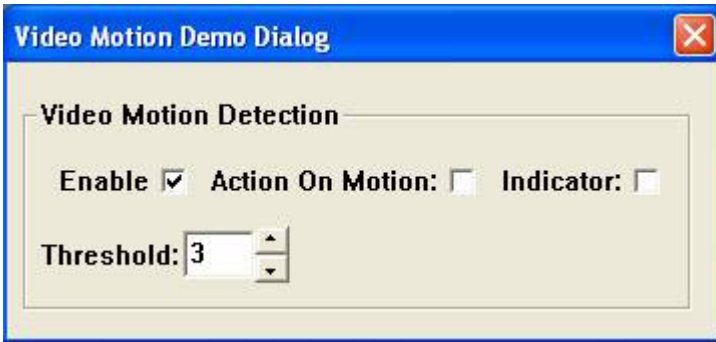 Video Motion Demo Dialog
Video Motion Detection
Enable Action On Motion: Indicator:
Threshold: 3